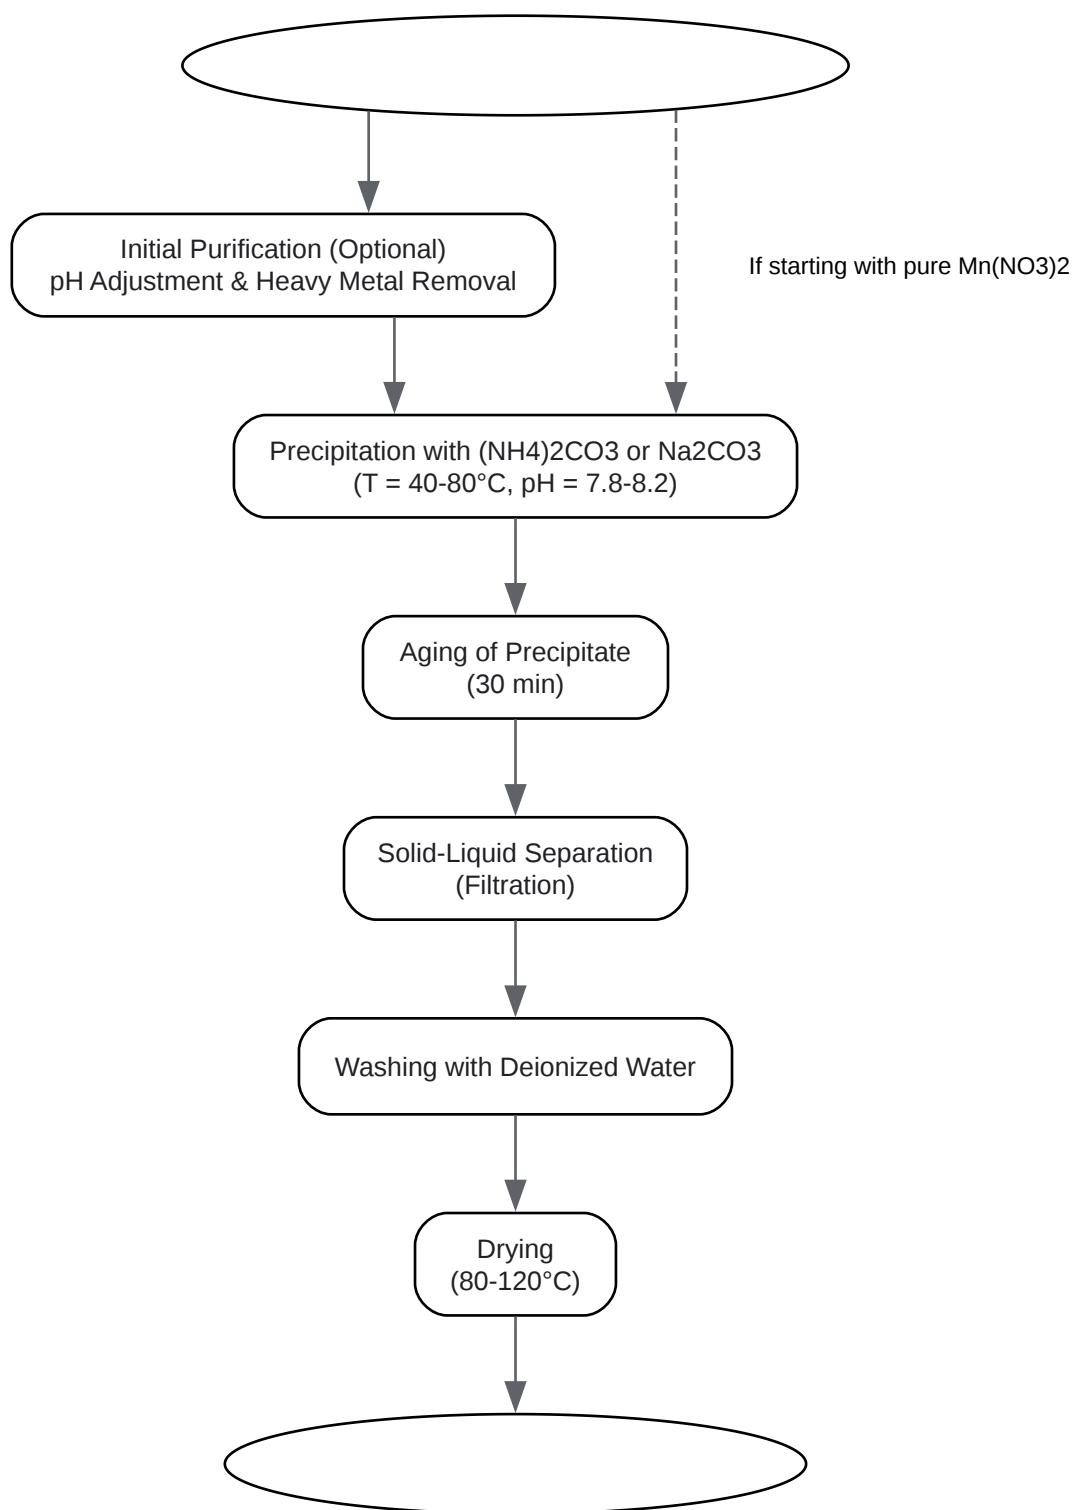 Initial Purification (Optional)
pH Adjustment & Heavy Metal Removal
If starting with pure Mn(NO3)2
Precipitation with (NH4)2CO3 or Na2CO3
(T = 40-80°C, pH = 7.8-8.2)
Aging of Precipitate
(30 min)
Solid-Liquid Separation
(Filtration)
Washing with Deionized Water
Drying
(80-120°C)